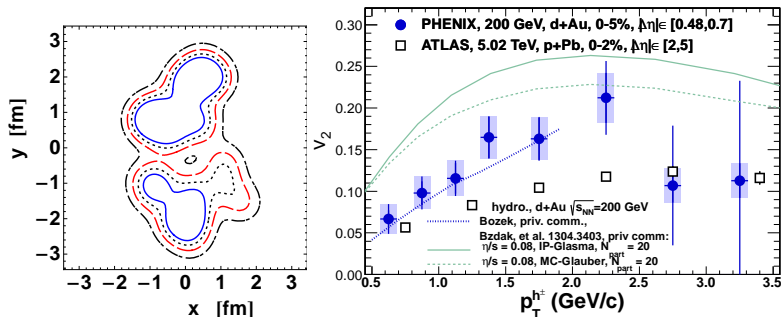 3
2
1
0
−1
−2
−3
y [fm]
−3 −2 −1 0 1 2 3
x [fm]
PHENIX, 200 GeV, d+Au, 0-5%, |Δη|∈ [0.48,0.7]
ATLAS, 5.02 TeV, p+Pb, 0-2%, |Δη|∈ [2,5]
0.30
0.25
0.20
0.15
0.10
0.05
0.00
v2
hydro., d+Au √sNN=200 GeV
Bozek, priv. comm.,
Bzdak, et al. 1304.3403, priv comm:
η/s = 0.08, IP-Glasma, Npart = 20
η/s = 0.08, MC-Glauber, Npart = 20
0.5 1.0 1.5 2.0 2.5 3.0 3.5
pT h± (GeV/c)